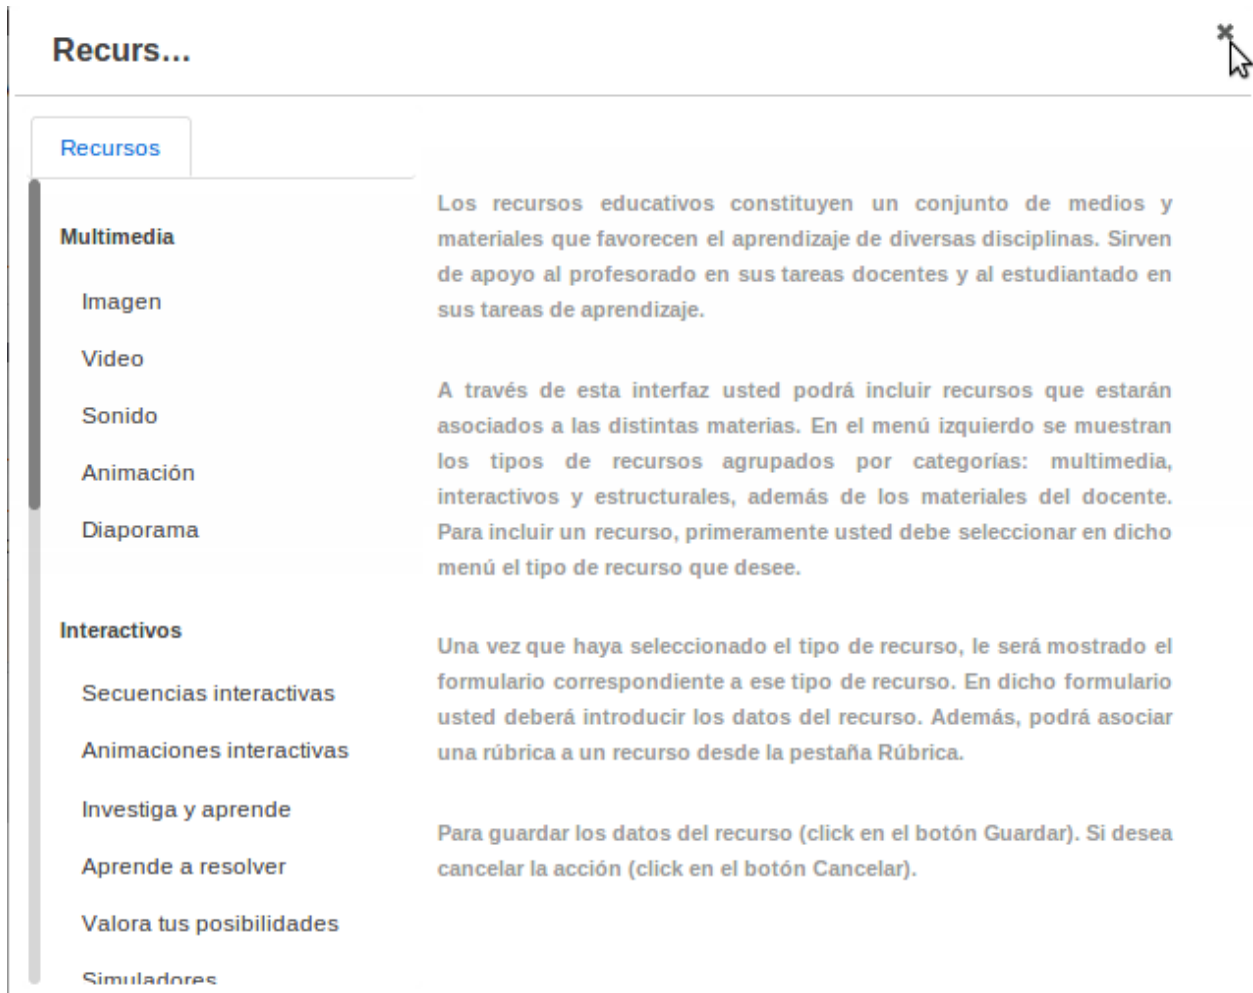 Recurs...
Recursos
Multimedia
Imagen
Video
Sonido
Animación
Diaporama
Interactivos
Secuencias interactivas
Animaciones interactivas
Investiga y aprende
Aprende a resolver
Valora tus posibilidades
Simuladores
Los recursos educativos constituyen un conjunto de medios y
materiales que favorecen el aprendizaje de diversas disciplinas. Sirven
de apoyo al profesorado en sus tareas docentes y al estudiantado en
sus tareas de aprendizaje.
A través de esta interfaz usted podrá incluir recursos que estarán
asociados a las distintas materias. En el menú izquierdo se muestran
los tipos de recursos agrupados por categorías: multimedia,
interactivos y estructurales, además de los materiales del docente.
Para incluir un recurso, primeramente usted debe seleccionar en dicho
menú el tipo de recurso que desee.
Una vez que haya seleccionado el tipo de recurso, le será mostrado el
formulario correspondiente a ese tipo de recurso. En dicho formulario
usted deberá introducir los datos del recurso. Además, podrá asociar
una rúbrica a un recurso desde la pestaña Rúbrica.
Para guardar los datos del recurso (click en el botón Guardar). Si desea
cancelar la acción (click en el botón Cancelar).